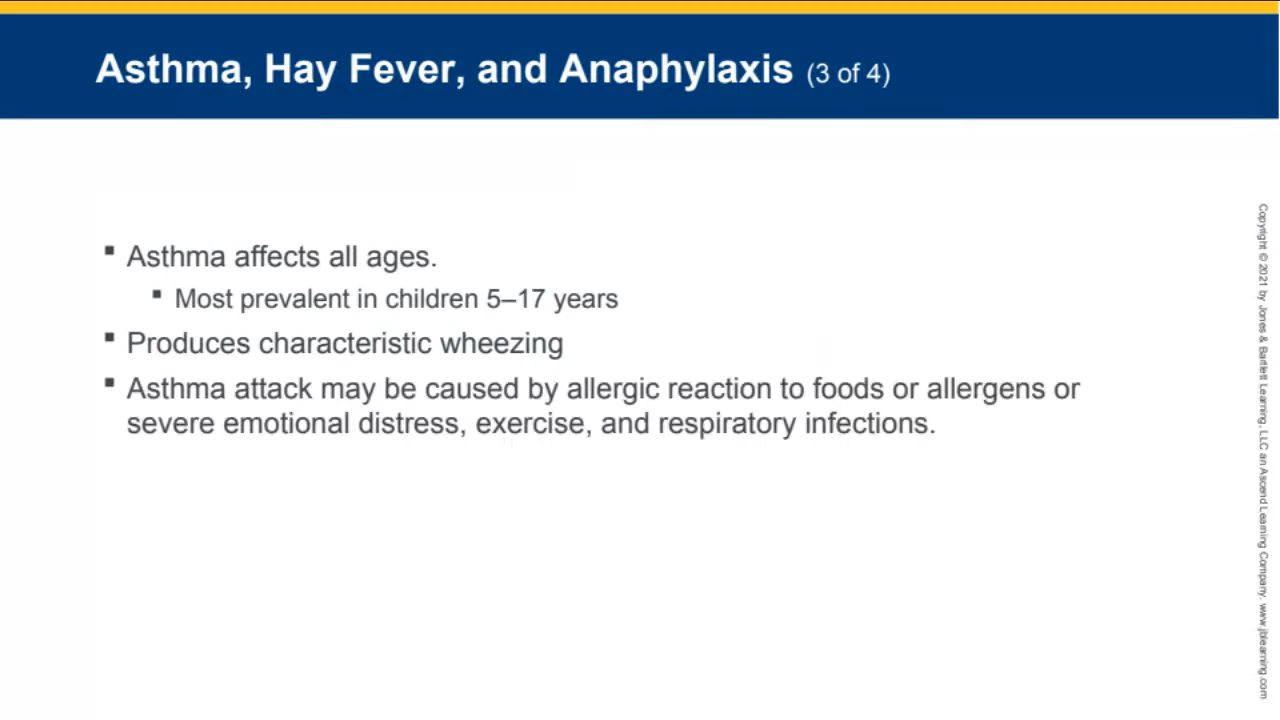 Asthma, Hay Fever, and Anaphylaxis (3 of 4)
▪ Asthma affects all ages.
▪ Most prevalent in children 5–17 years
▪ Produces characteristic wheezing
▪ Asthma attack may be caused by allergic reaction to foods or allergens or
severe emotional distress, exercise, and respiratory infections.
Copyright © 2021 by Jones & Bartlett Learning, LLC an Ascend Learning Company. www.jblearning.com